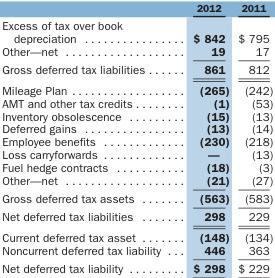 2012 2011
Excess of tax over book
depreciation ................ $ 842 $ 795
Other—net .................. 19 17
Gross deferred tax liabilities ...... 861 812
Mileage Plan .................. (265) (242)
AMT and other tax credits ........ (1) (53)
Inventory obsolescence .......... (15) (13)
Deferred gains ................ (13) (14)
Employee benefits .............. (230) (218)
Loss carryforwards .............. — (13)
Fuel hedge contracts ............ (18) (3)
Other—net .................... (21) (27)
Gross deferred tax assets ........ (563) (583)
Net deferred tax liabilities ........ 298 229
Current deferred tax asset ....... (148) (134)
Noncurrent deferred tax liability ... 446 363
Net deferred tax liability ......... $ 298 $ 229